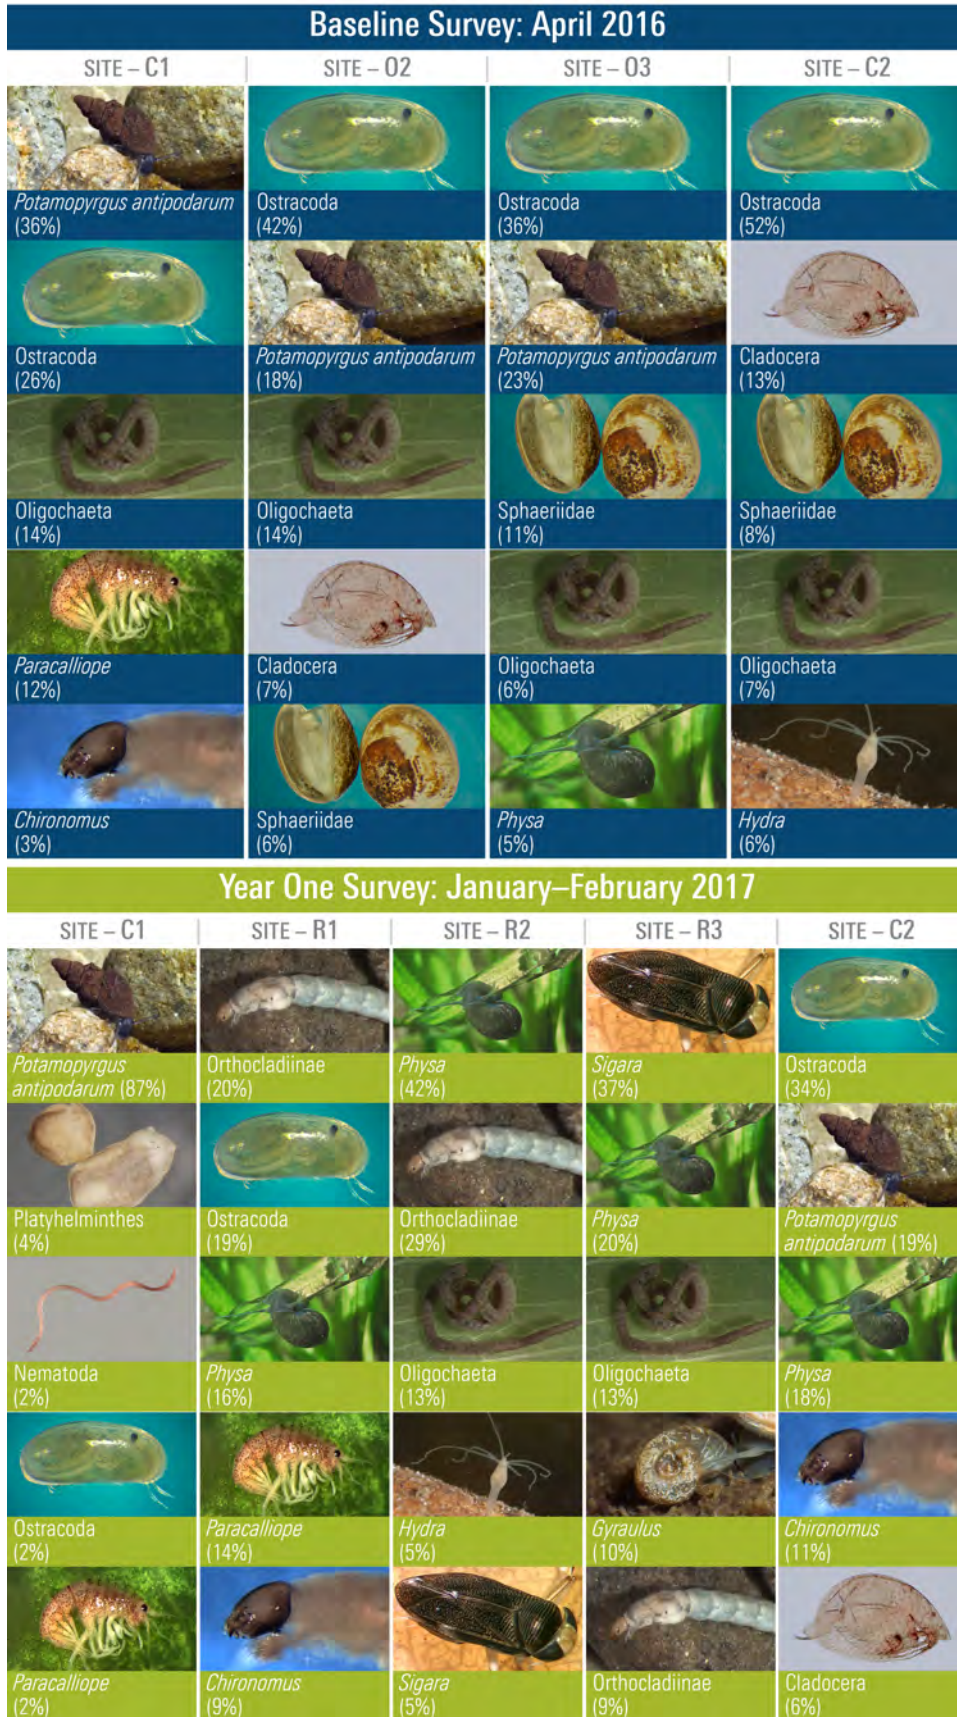 Baseline Survey: April 2016
SITE – C1
SITE – O2
SITE – O3
SITE – C2
Potamopyrgus antipodarum
(36%)
Ostracoda
(42%)
Ostracoda
(36%)
Ostracoda
(52%)
Ostracoda
(26%)
Potamopyrgus antipodarum
(18%)
Potamopyrgus antipodarum
(23%)
Cladocera
(13%)
Oligochaeta
(14%)
Oligochaeta
(14%)
Sphaeriidae
(11%)
Sphaeriidae
(8%)
Paracalliope
(12%)
Cladocera
(7%)
Oligochaeta
(6%)
Oligochaeta
(7%)
Chironomus
(3%)
Sphaeriidae
(6%)
Physa
(5%)
Hydra
(6%)
Year One Survey: January–February 2017
SITE – C1
SITE – R1
SITE – R2
SITE – R3
SITE – C2
Potamopyrgus
antipodarum (87%)
Orthocladiinae
(20%)
Physa
(42%)
Sigara
(37%)
Ostracoda
(34%)
Platyhelminthes
(4%)
Ostracoda
(19%)
Orthocladiinae
(29%)
Physa
(20%)
Potamopyrgus
antipodarum (19%)
Nematoda
(2%)
Physa
(16%)
Oligochaeta
(13%)
Oligochaeta
(13%)
Physa
(18%)
Ostracoda
(2%)
Paracalliope
(14%)
Hydra
(5%)
Gyraulus
(10%)
Chironomus
(11%)
Paracalliope
(2%)
Chironomus
(9%)
Sigara
(5%)
Orthocladiinae
(9%)
Cladocera
(6%)